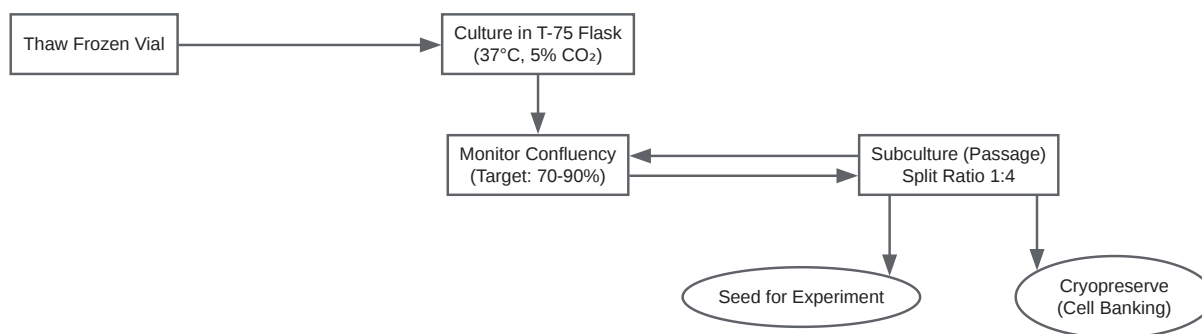 Thaw Frozen Vial
Culture in T-75 Flask
(37°C, 5% CO₂)
Monitor Confluency
(Target: 70-90%)
Subculture (Passage)
Split Ratio 1:4
Seed for Experiment
Cryopreserve
(Cell Banking)